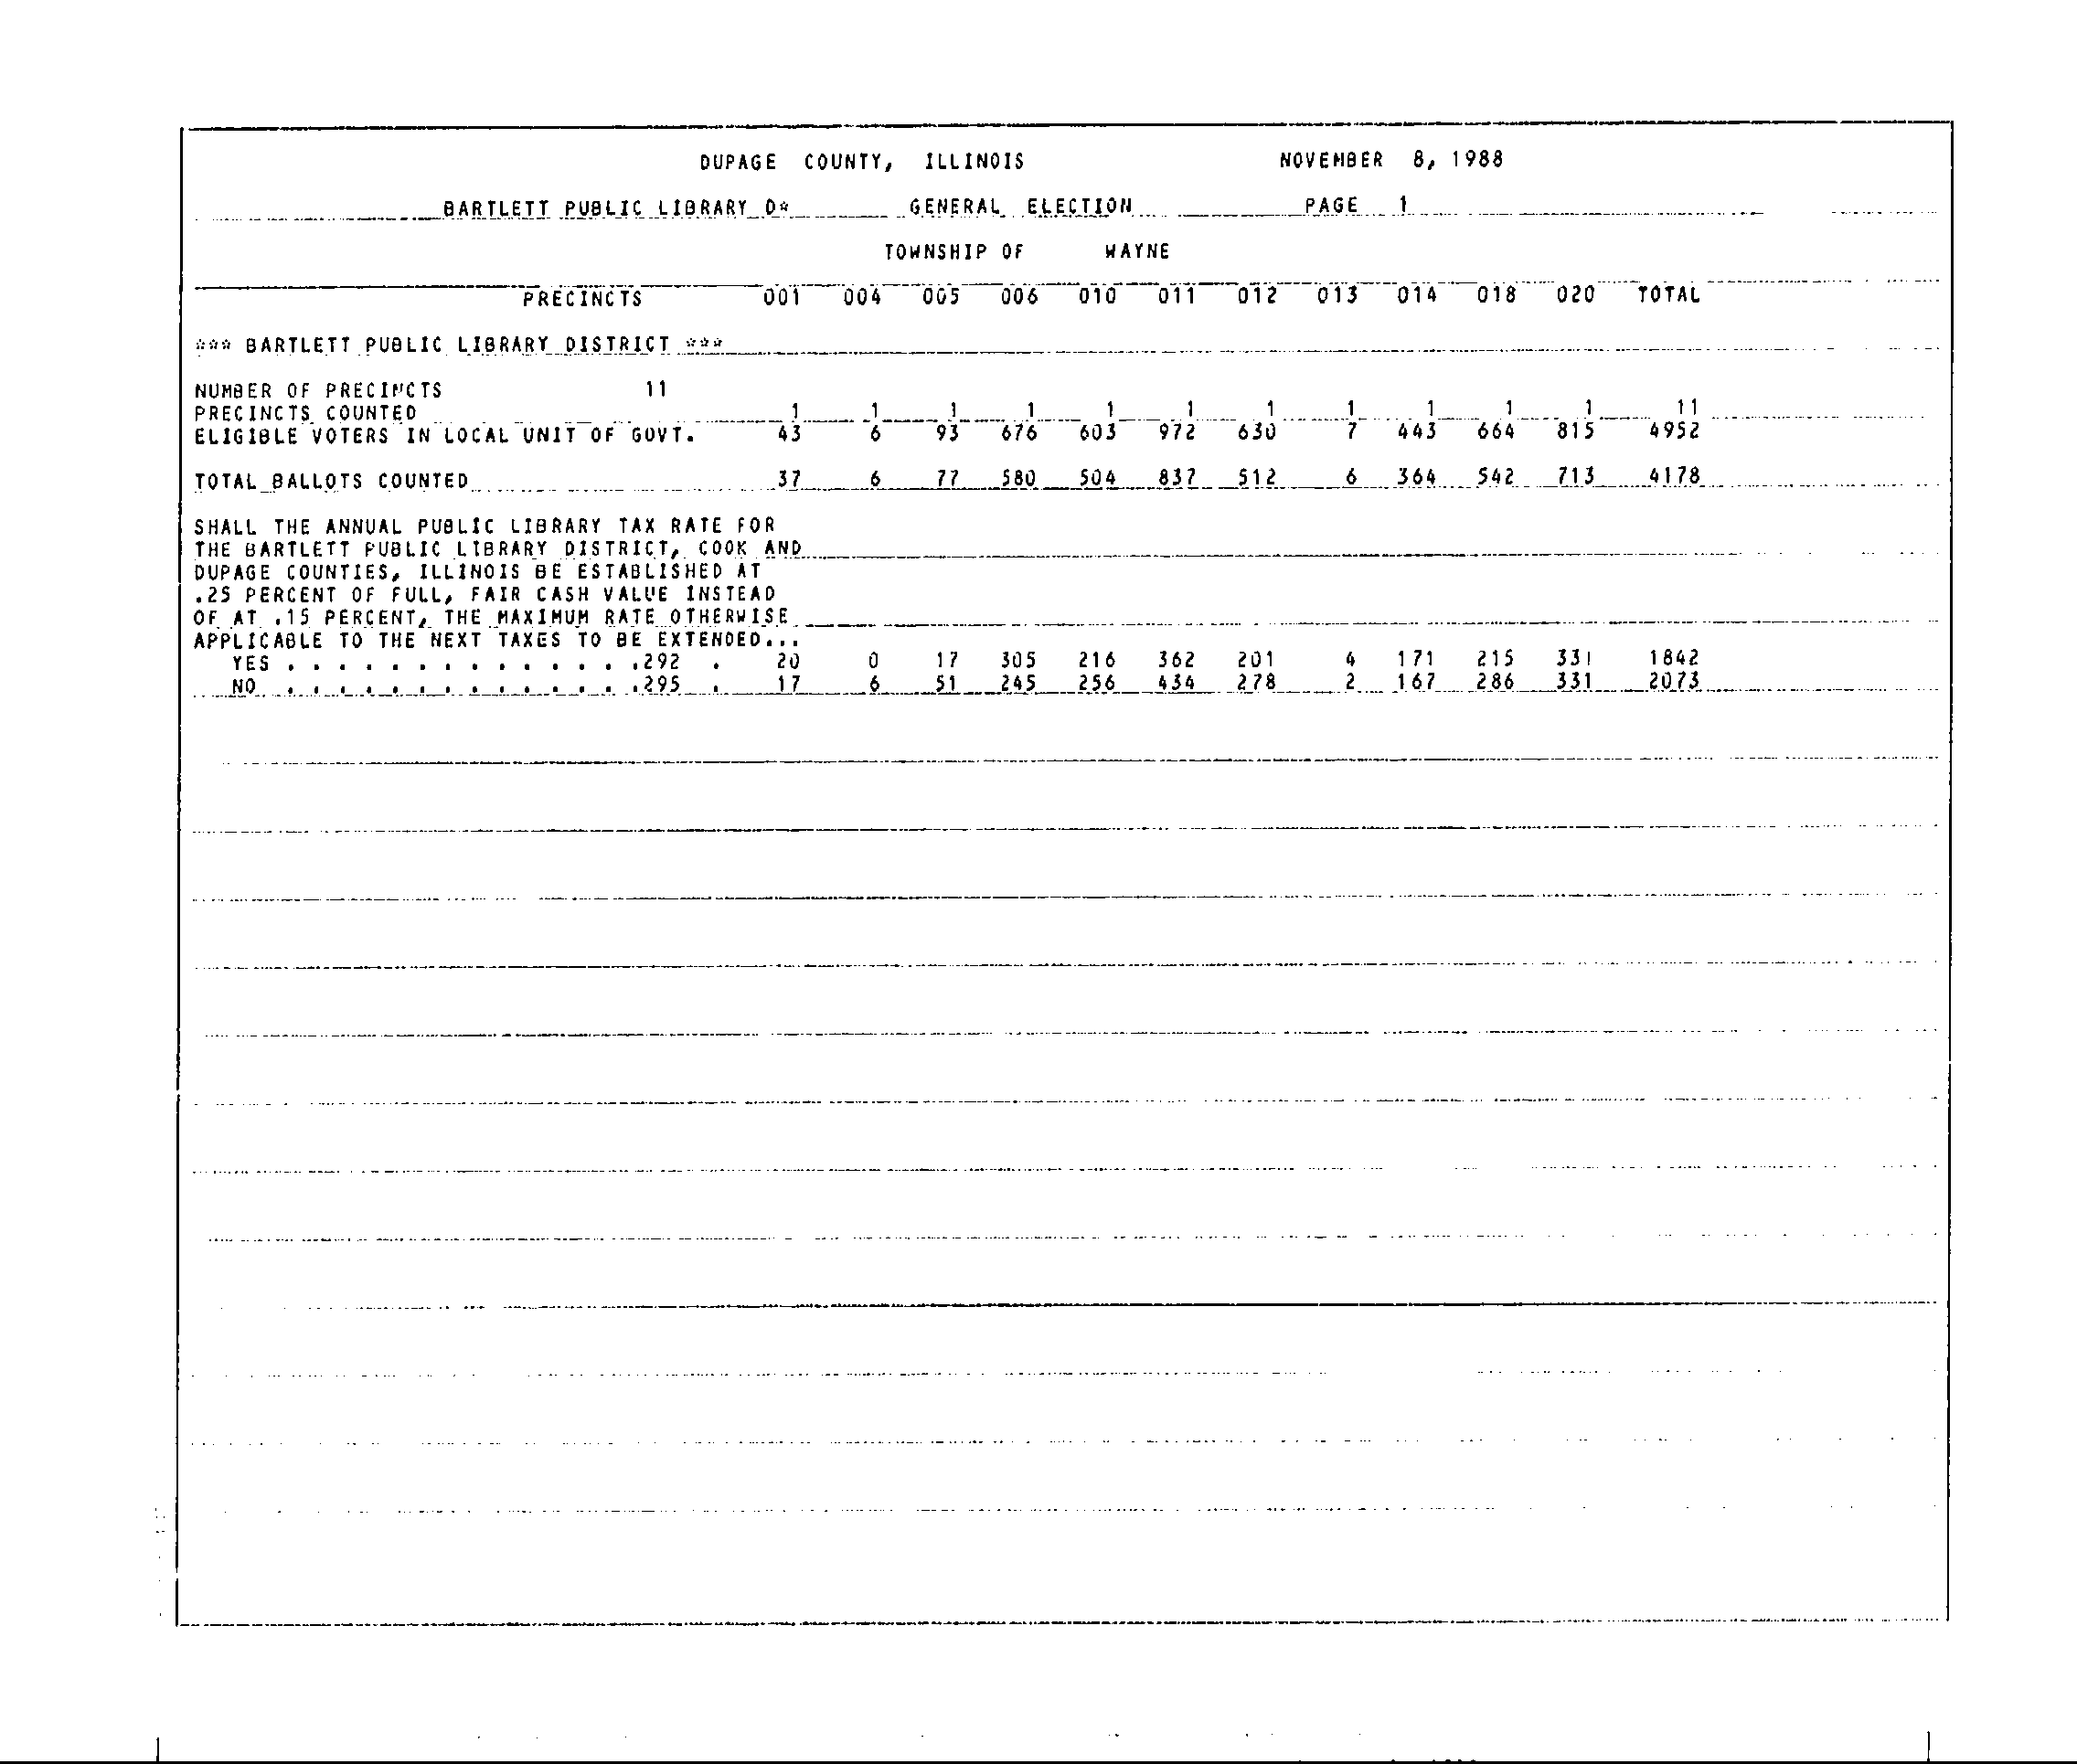 DUPAGE COUNTY, ILLINOIS NOVEMBER 8, 1988
BARTLETT PUBLIC LIBRARY D* GENERAL ELECTION PAGE 1
TOWNSHIP OF WAYNE
PRECINCTS 001 004 005 006 010 011 012 013 014 018 020 TOTAL
*** BARTLETT PUBLIC LIBRARY DISTRICT ***
NUMBER OF PRECINCTS 11
PRECINCTS COUNTED 1 1 1 1 1 1 1 1 1 1 1 11
ELIGIBLE VOTERS IN LOCAL UNIT OF GOVT. 43 6 93 676 603 972 630 7 443 664 815 4952
TOTAL BALLOTS COUNTED 37 6 77 580 504 837 512 6 364 542 713 4178
SHALL THE ANNUAL PUBLIC LIBRARY TAX RATE FOR
THE BARTLETT PUBLIC LIBRARY DISTRICT, COOK AND
DUPAGE COUNTIES, ILLINOIS BE ESTABLISHED AT
.25 PERCENT OF FULL, FAIR CASH VALUE INSTEAD
OF AT .15 PERCENT, THE MAXIMUM RATE OTHERWISE
APPLICABLE TO THE NEXT TAXES TO BE EXTENDED...
YES . . . . . . . . . . . . . .292 . 20 0 17 305 216 362 201 4 171 215 331 1842
NO . . . . . . . . . . . . . .295 . 17 6 51 245 256 434 278 2 167 286 331 2073